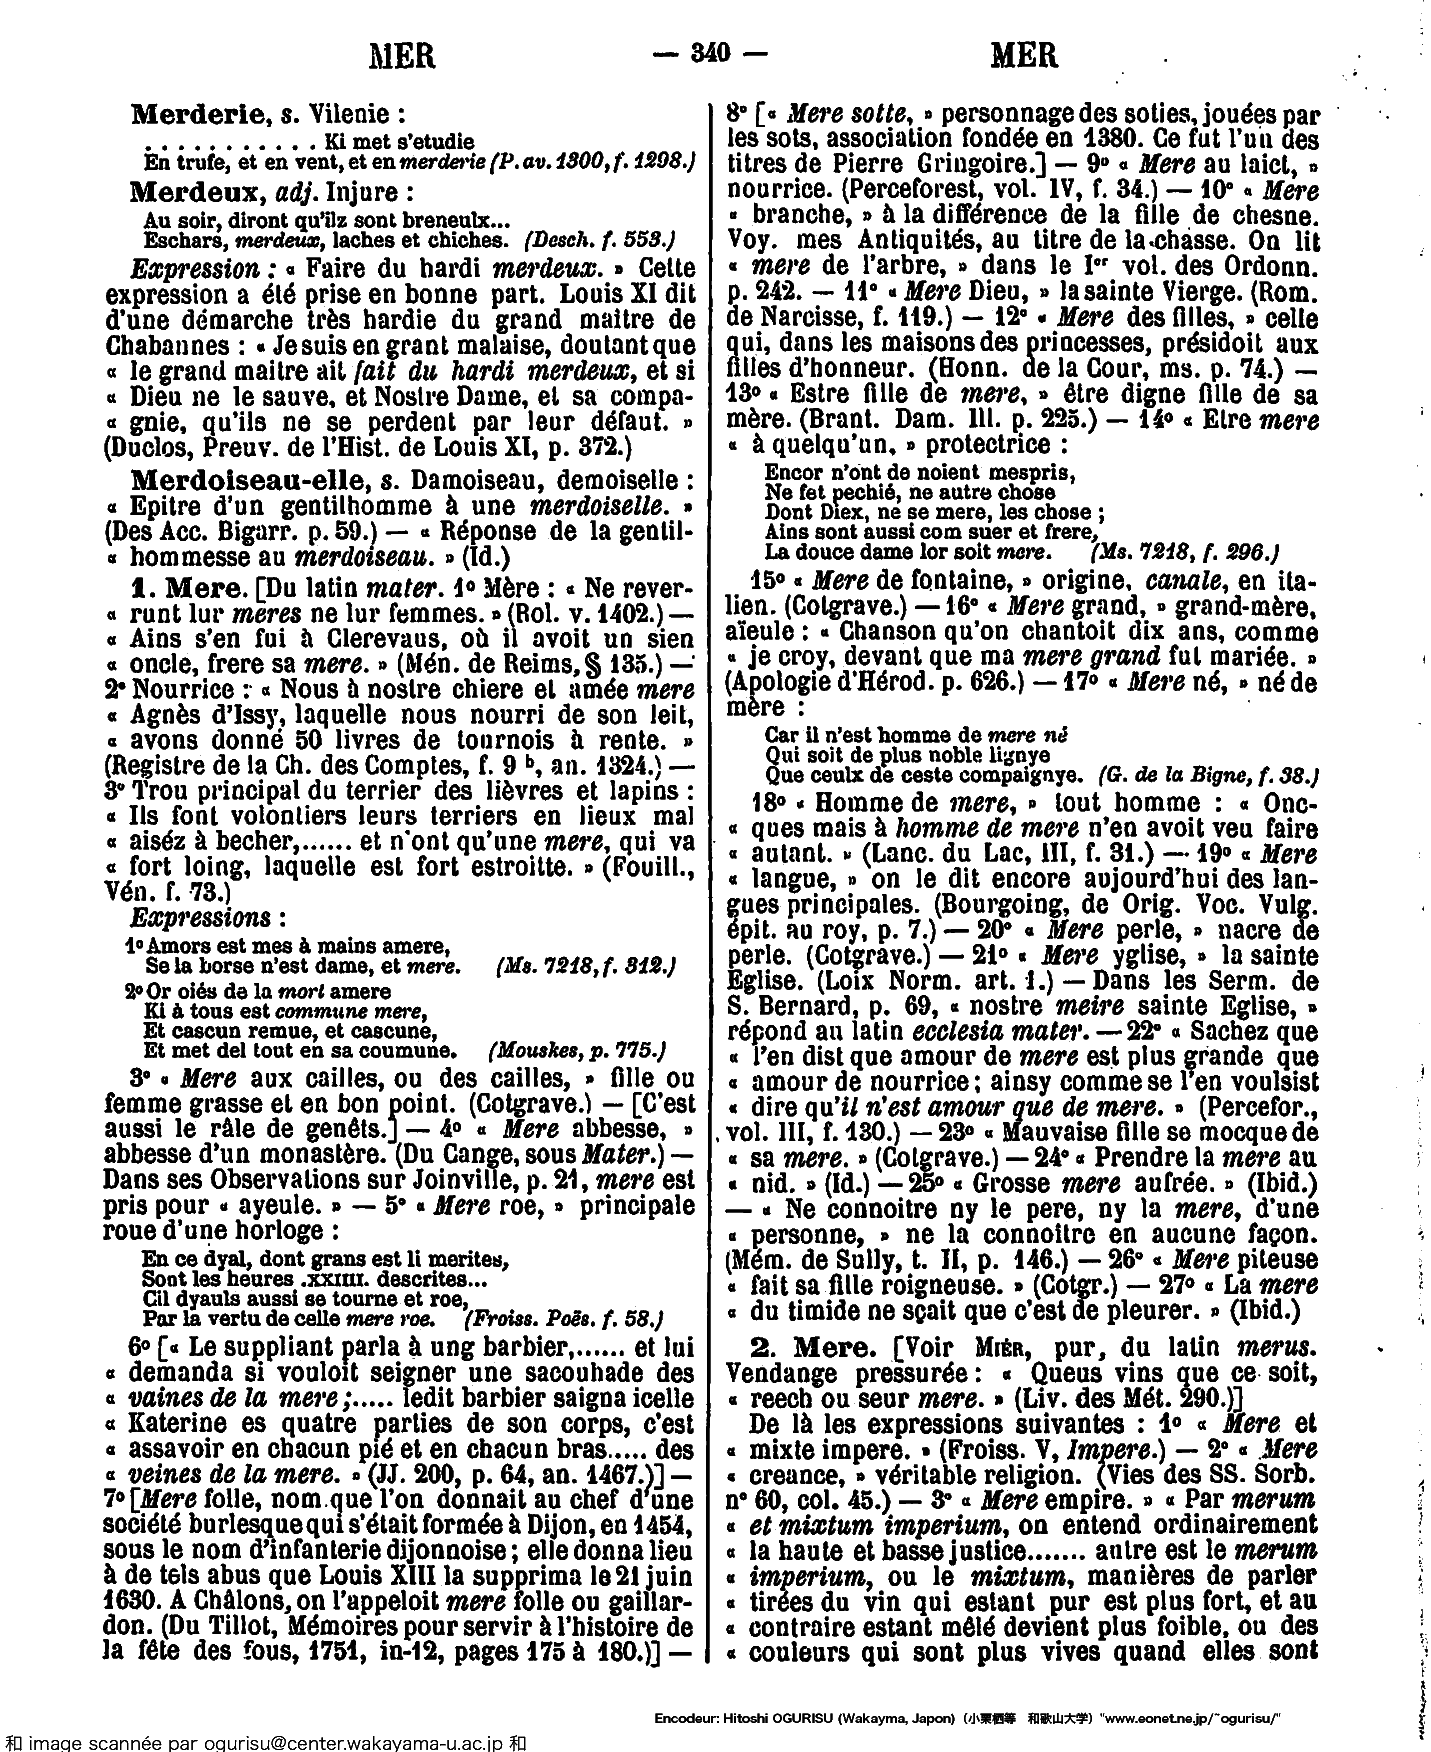 MER — 340 — MER
Merderie, s. Vilenie :
. . . . . . . . . . . Ki met s'etudie
En trufe, et en vent, et en merderie (P. av. 1300, f. 1298.)
Merdeux, adj. Injure :
Au soir, diront qu'ilz sont breneulx...
Eschars, merdeux, laches et chiches. (Desch. f. 553.)
Expression : « Faire du hardi merdeux. » Cette
expression a été prise en bonne part. Louis XI dit
d'une démarche très hardie du grand maitre de
Chabannes : « Je suis en grant malaise, doutant que
« le grand maitre ait fait du hardi merdeux, et si
« Dieu ne le sauve, et Nostre Dame, et sa compa-
« gnie, qu'ils ne se perdent par leur défaut. »
(Duclos, Preuv. de l'Hist. de Louis XI, p. 372.)
Merdoiseau-elle, s. Damoiseau, demoiselle :
« Epitre d'un gentilhomme à une merdoiselle. »
(Des Acc. Bigarr. p. 59.) — « Réponse de la gentil-
« hommesse au merdoiseau. » (Id.)
1. Mere. [Du latin mater. 1° Mère : « Ne rever-
« runt lur meres ne lur femmes. » (Rol. v. 1402.) —
« Ains s'en fui à Clerevaus, où il avoit un sien
« oncle, frere sa mere. » (Mén. de Reims, § 135.) —
2° Nourrice : « Nous à nostre chiere et amée mere
« Agnès d'Issy, laquelle nous nourri de son leit,
« avons donné 50 livres de tournois à rente. »
(Registre de la Ch. des Comptes, f. 9 b, an. 1324.) —
3° Trou principal du terrier des lièvres et lapins :
« Ils font volontiers leurs terriers en lieux mal
« aiséz à becher,...... et n'ont qu'une mere, qui va
« fort loing, laquelle est fort estroitte. » (Fouill.,
Vén. f. 73.)
Expressions :
1° Amors est mes à mains amere,
Se la borse n'est dame, et mere. (Ms. 7218, f. 312.)
2° Or oiés de la mort amere
Ki à tous est commune mere,
Et cascun remue, et cascune,
Et met del tout en sa coumune. (Mouskes, p. 775.)
3° « Mere aux cailles, ou des cailles, » fille ou
femme grasse et en bon point. (Cotgrave.) — [C'est
aussi le râle de genêts.] — 4° « Mere abbesse, »
abbesse d'un monastère. (Du Cange, sous Mater.) —
Dans ses Observations sur Joinville, p. 21, mere est
pris pour « ayeule. » — 5° « Mere roe, » principale
roue d'une horloge :
En ce dyal, dont grans est li merites,
Sont les heures .XXIIII. descrites...
Cil dyauls aussi se tourne et roe,
Par la vertu de celle mere roe. (Froiss. Poës. f. 58.)
6° [« Le suppliant parla à ung barbier,...... et lui
« demanda si vouloit seigner une sacouhade des
« vaines de la mere ;..... ledit barbier saigna icelle
« Katerine es quatre parties de son corps, c'est
« assavoir en chacun pié et en chacun bras..... des
« veines de la mere. » (JJ. 200, p. 64, an. 1467.)] —
7° [Mere folle, nom que l'on donnait au chef d'une
société burlesque qui s'était formée à Dijon, en 1454,
sous le nom d'infanterie dijonnoise ; elle donna lieu
à de tels abus que Louis XIII la supprima le 21 juin
1630. A Châlons, on l'appeloit mere folle ou gaillar-
don. (Du Tillot, Mémoires pour servir à l'histoire de
la fête des fous, 1751, in-12, pages 175 à 180.)] —
8° [« Mere sotte, » personnage des soties, jouées par
les sots, association fondée en 1380. Ce fut l'un des
titres de Pierre Gringoire.] — 9° « Mere au laict, »
nourrice. (Perceforest, vol. IV, f. 34.) — 10° « Mere
« branche, » à la différence de la fille de chesne.
Voy. mes Antiquités, au titre de la chasse. On lit
« mere de l'arbre, » dans le Ier vol. des Ordonn.
p. 242. — 11° « Mere Dieu, » la sainte Vierge. (Rom.
de Narcisse, f. 119.) — 12° « Mere des filles, » celle
qui, dans les maisons des princesses, présidoit aux
filles d'honneur. (Honn. de la Cour, ms. p. 74.) —
13° « Estre fille de mere, » être digne fille de sa
mère. (Brant. Dam. III. p. 225.) — 14° « Etre mere
« à quelqu'un, » protectrice :
Encor n'ont de noient mespris,
Ne fet pechié, ne autre chose
Dont Diex, ne se mere, les chose ;
Ains sont aussi com suer et frere,
La douce dame lor soit mere. (Ms. 7218, f. 296.)
15° « Mere de fontaine, » origine, canale, en ita-
lien. (Cotgrave.) — 16° « Mere grand, » grand-mère,
aïeule : « Chanson qu'on chantoit dix ans, comme
« je croy, devant que ma mere grand fut mariée. »
(Apologie d'Hérod. p. 626.) — 17° « Mere né, » né de
mère :
Car il n'est homme de mere né
Qui soit de plus noble lignye
Que ceulx de ceste compaignye. (G. de la Bigne, f. 38.)
18° « Homme de mere, » tout homme : « Onc-
« ques mais à homme de mere n'en avoit veu faire
« autant. » (Lanc. du Lac, III, f. 31.) — 19° « Mere
« langue, » on le dit encore aujourd'hui des lan-
gues principales. (Bourgoing, de Orig. Voc. Vulg.
épit. au roy, p. 7.) — 20° « Mere perle, » nacre de
perle. (Cotgrave.) — 21° « Mere yglise, » la sainte
Eglise. (Loix Norm. art. 1.) — Dans les Serm. de
S. Bernard, p. 69, « nostre meire sainte Eglise, »
répond au latin ecclesia mater. — 22° « Sachez que
« l'en dist que amour de mere est plus grande que
« amour de nourrice ; ainsy comme se l'en voulsist
« dire qu'il n'est amour que de mere. » (Percefor.,
vol. III, f. 130.) — 23° « Mauvaise fille se mocque de
« sa mere. » (Cotgrave.) — 24° « Prendre la mere au
« nid. » (Id.) — 25° « Grosse mere aufrée. » (Ibid.)
— « Ne connoitre ny le pere, ny la mere, d'une
« personne, » ne la connoitre en aucune façon.
(Mém. de Sully, t. II, p. 146.) — 26° « Mere piteuse
« fait sa fille roigneuse. » (Cotgr.) — 27° « La mere
« du timide ne sçait que c'est de pleurer. » (Ibid.)
2. Mere. [Voir MIER, pur, du latin merus.
Vendange pressurée : « Queus vins que ce soit,
« reech ou seur mere. » (Liv. des Mét. 290.)]
De là les expressions suivantes : 1° « Mere et
« mixte impere. » (Froiss. V, Impere.) — 2° « Mere
« creance, » véritable religion. (Vies des SS. Sorb.
n° 60, col. 45.) — 3° « Mere empire. » « Par merum
« et mixtum imperium, on entend ordinairement
« la haute et basse justice....... autre est le merum
« imperium, ou le mixtum, manières de parler
« tirées du vin qui estant pur est plus fort, et au
« contraire estant mêlé devient plus foible, ou des
« couleurs qui sont plus vives quand elles sont
Encodeur: Hitoshi OGURISU (Wakayma, Japon) (小栗栖等 和歌山大学) "www.eonet.ne.jp/~ogurisu/"
和 image scannée par ogurisu@center.wakayama-u.ac.jp 和